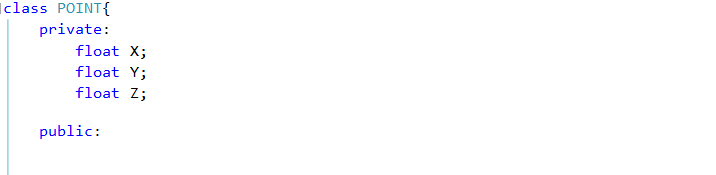 class POINT{
private:
float X;
float Y;
float Z;
public: